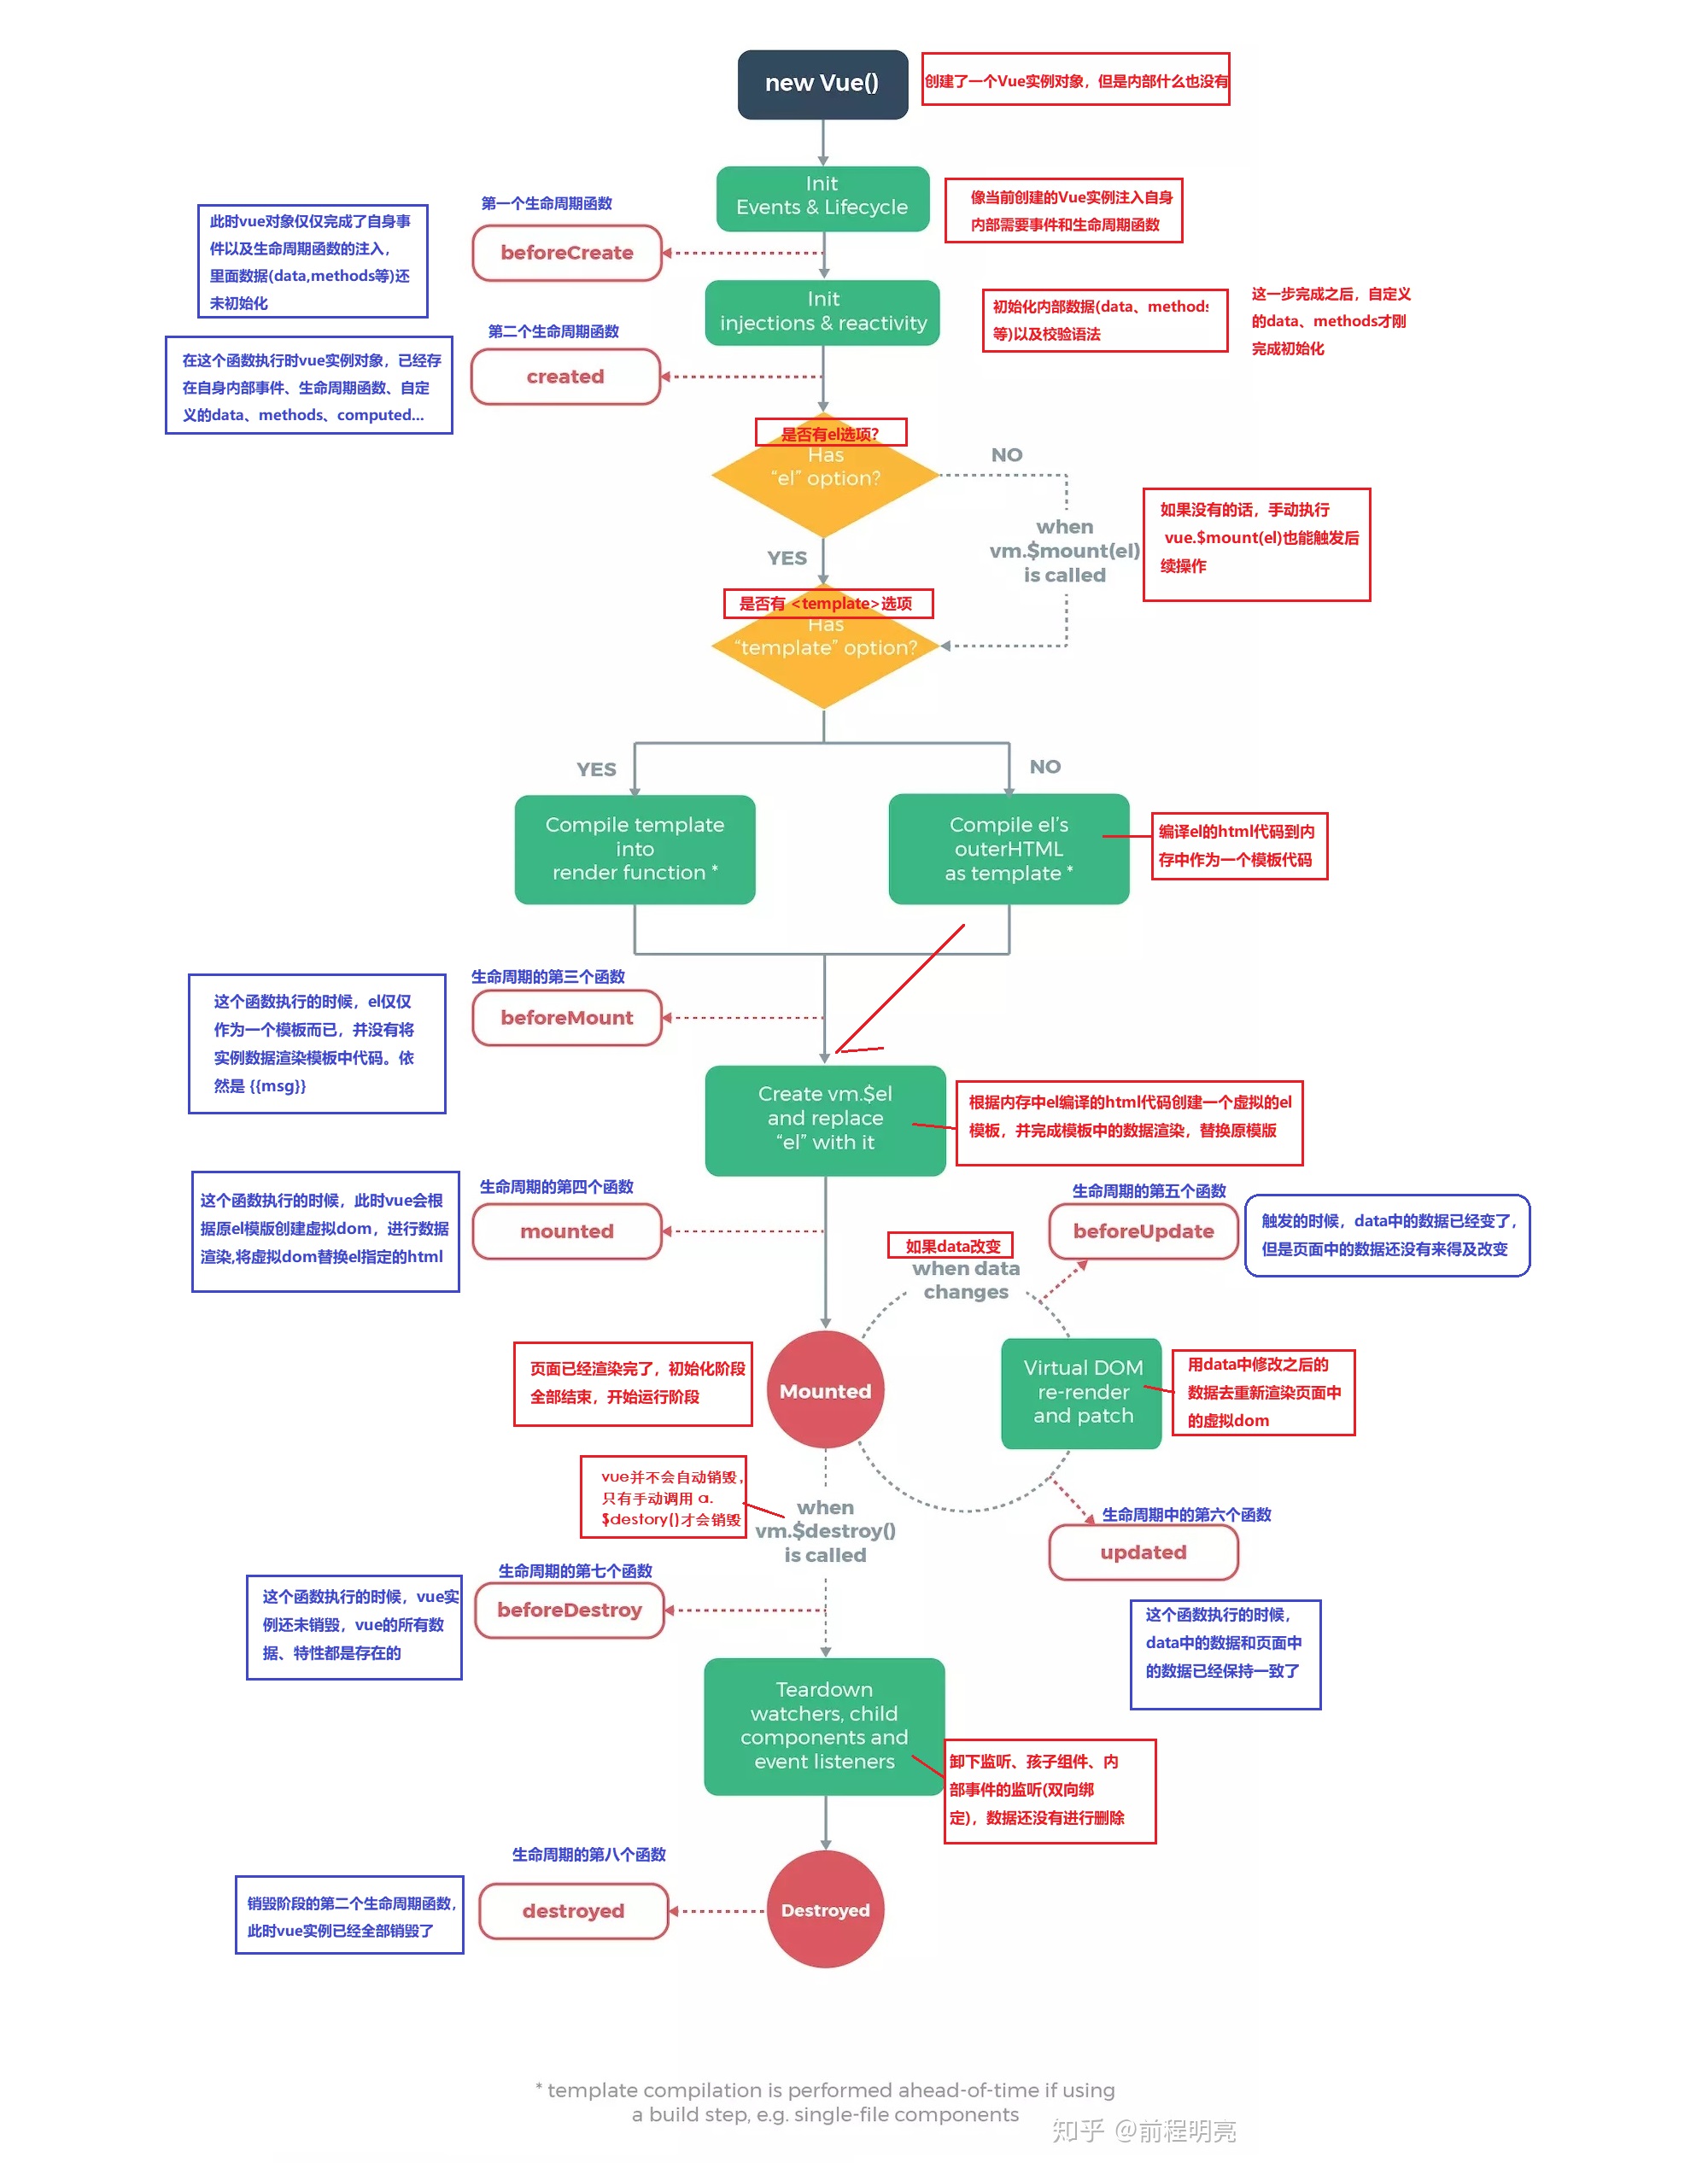 new Vue()
创建了一个Vue实例对象，但是内部什么也没有
Init
Events & Lifecycle
像当前创建的Vue实例注入自身
内部需要事件和生命周期函数
第一个生命周期函数
beforeCreate
此时vue对象仅仅完成了自身事
件以及生命周期函数的注入，
里面数据(data,methods等)还
未初始化
Init
injections & reactivity
初始化内部数据(data、methods
等)以及校验语法
这一步完成之后，自定义
的data、methods才刚
完成初始化
第二个生命周期函数
created
在这个函数执行时vue实例对象，已经存
在自身内部事件、生命周期函数、自定
义的data、methods、computed...
是否有el选项?
Has
“el” option?
NO
when
vm.$mount(el)
is called
如果没有的话，手动执行
vue.$mount(el)也能触发后
续操作
YES
是否有 <template>选项
Has
“template” option?
YES
NO
Compile template
into
render function *
Compile el’s
outerHTML
as template *
编译el的html代码到内
存中作为一个模板代码
生命周期的第三个函数
beforeMount
这个函数执行的时候，el仅仅
作为一个模板而已，并没有将
实例数据渲染模板中代码。依
然是 {{msg}}
Create vm.$el
and replace
“el” with it
根据内存中el编译的html代码创建一个虚拟的el
模板，并完成模板中的数据渲染，替换原模版
生命周期的第四个函数
mounted
这个函数执行的时候，此时vue会根
据原el模版创建虚拟dom，进行数据
渲染,将虚拟dom替换el指定的html
生命周期的第五个函数
beforeUpdate
触发的时候，data中的数据已经变了，
但是页面中的数据还没有来得及改变
如果data改变
when data
changes
页面已经渲染完了，初始化阶段
全部结束，开始运行阶段
Mounted
Virtual DOM
re-render
and patch
用data中修改之后的
数据去重新渲染页面中
的虚拟dom
vue并不会自动销毁，
只有手动调用 a.
$destory()才会销毁
when
vm.$destroy()
is called
生命周期中的第六个函数
updated
这个函数执行的时候，
data中的数据和页面中
的数据已经保持一致了
生命周期的第七个函数
beforeDestroy
这个函数执行的时候，vue实
例还未销毁，vue的所有数
据、特性都是存在的
Teardown
watchers, child
components and
event listeners
卸下监听、孩子组件、内
部事件的监听(双向绑
定)，数据还没有进行删除
生命周期的第八个函数
destroyed
Destroyed
销毁阶段的第二个生命周期函数，
此时vue实例已经全部销毁了
* template compilation is performed ahead-of-time if using
a build step, e.g. single-file components
知乎 @前程明亮